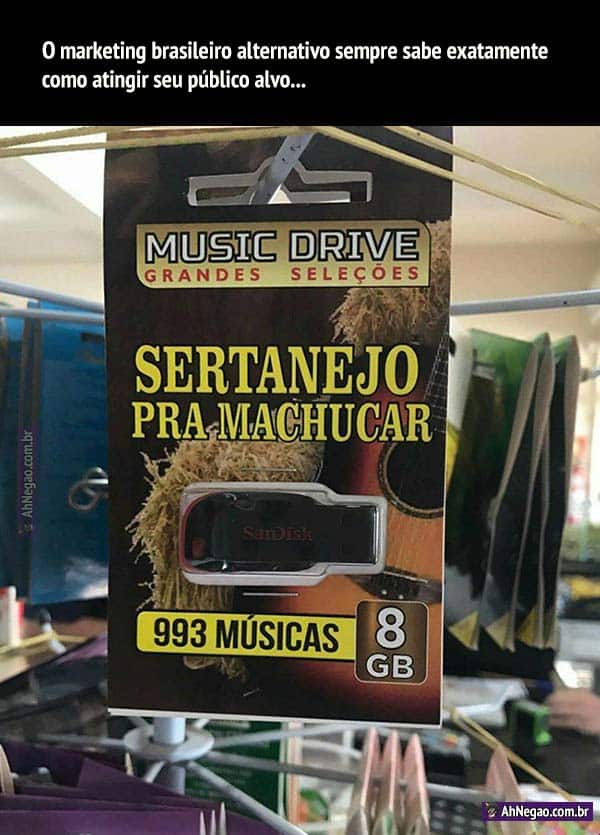 O marketing brasileiro alternativo sempre sabe exatamente
como atingir seu público alvo...
MUSIC DRIVE
GRANDES SELEÇÕES
SERTANEJO
PRA MACHUCAR
SanDisk
993 MÚSICAS
8
GB
AhNegao.com.br
AhNegao.com.br